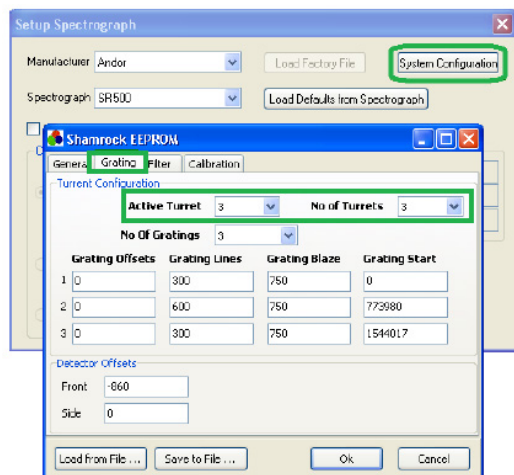 Setup Spectrograph
Manufacturer Andor Load Factory File System Configuration
Spectrograph SR500 Load Defaults from Spectrograph
Shamrock EEPROM
Genera Grating Filter Calibration
Turrent Configuration
Active Turret 3 No of Turrets 3
No Of Gratings 3
Grating Offsets Grating Lines Grating Blaze Grating Start
1 0 300 750 0
2 0 600 750 773980
3 0 300 750 1544017
Detector Offsets
Front -860
Side 0
Load from File ... Save to File ... Ok Cancel